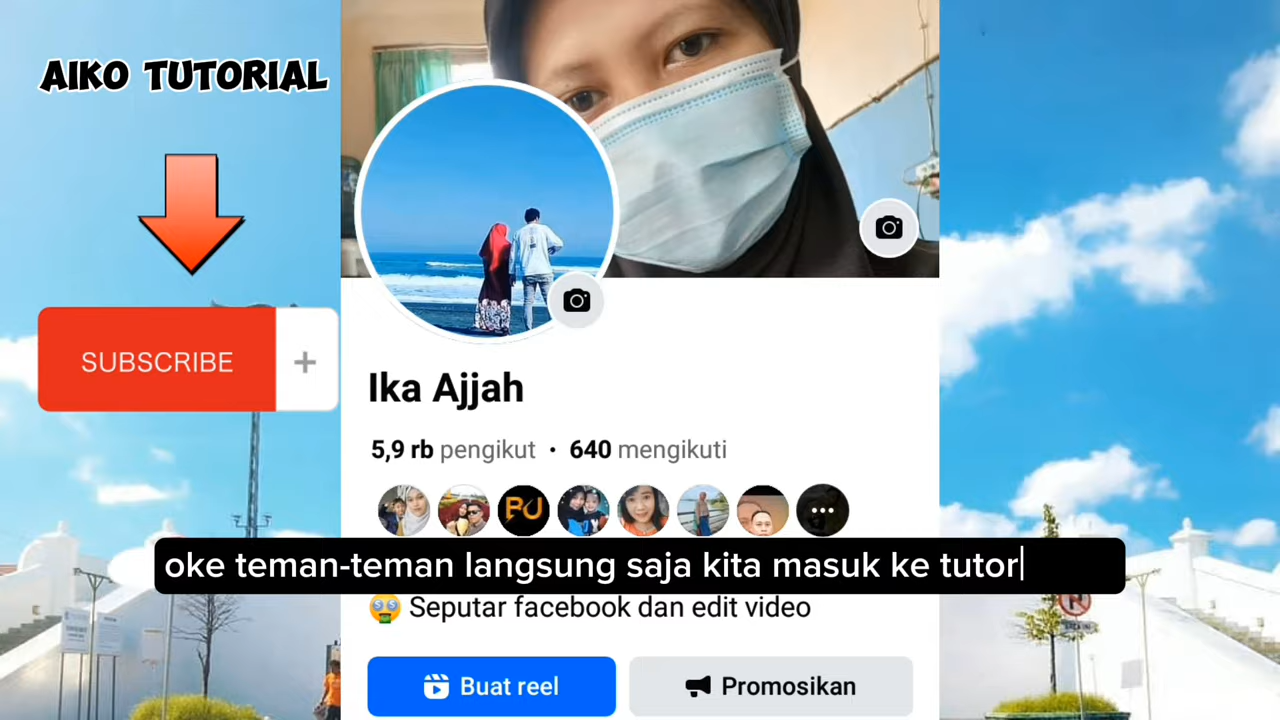 AIKO TUTORIAL
SUBSCRIBE +
Ika Ajjah
5,9 rb pengikut • 640 mengikuti
PU
oke teman-teman langsung saja kita masuk ke tutor
Seputar facebook dan edit video
Buat reel
Promosikan